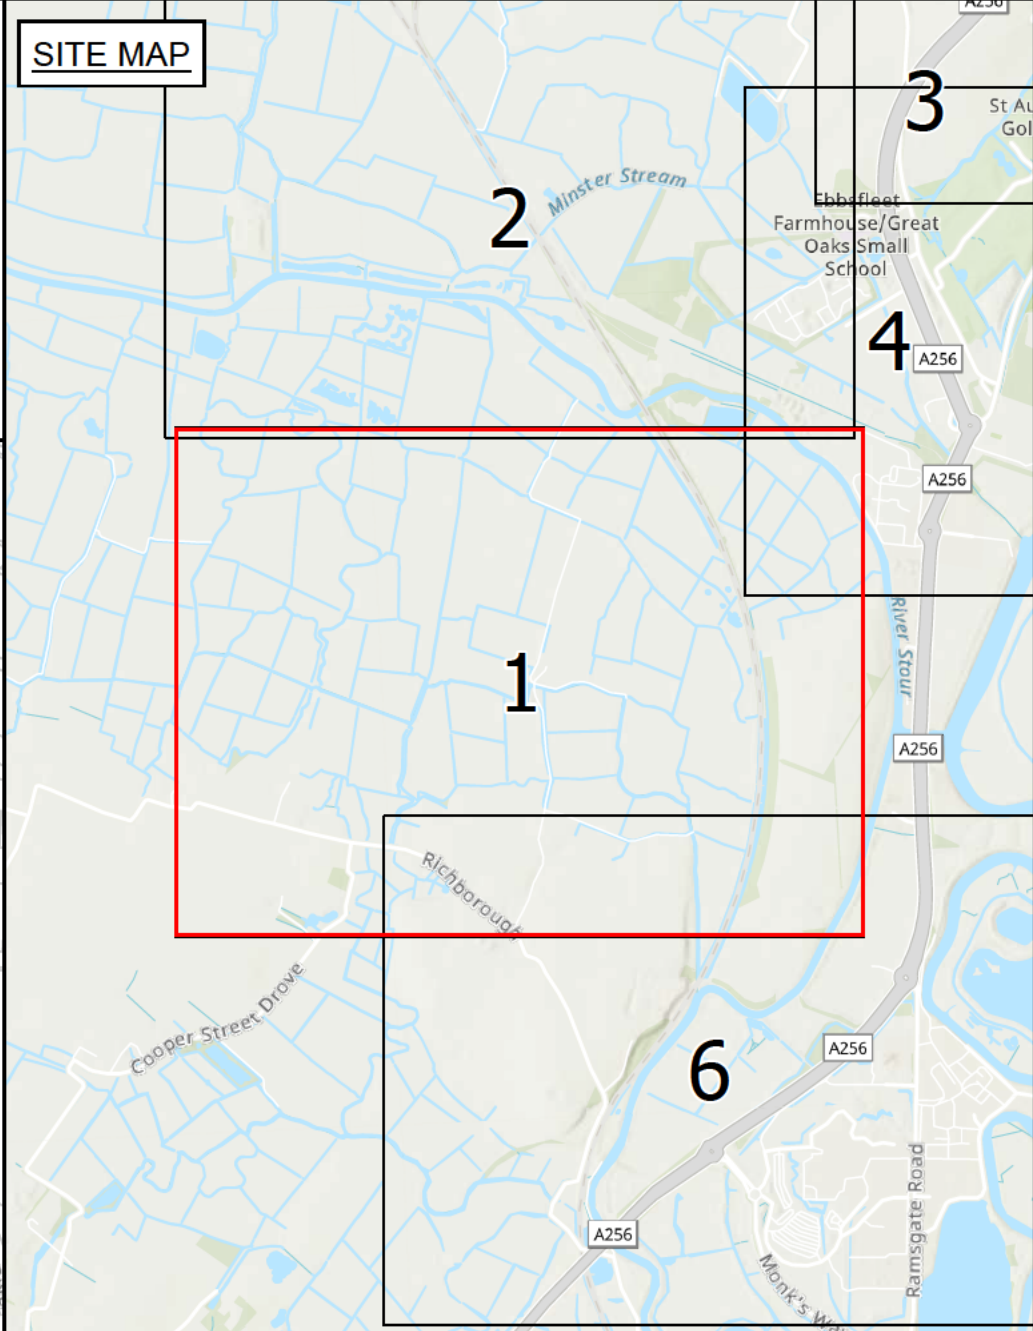 A256
SITE MAP
3
St Au
Gol
Minster Stream
2
Ebbsfleet
Farmhouse/Great
Oaks Small
School
4
A256
A256
River Stour
1
A256
Richborough
Cooper Street Drove
6
A256
Ramsgate Road
A256
Monk's Wa